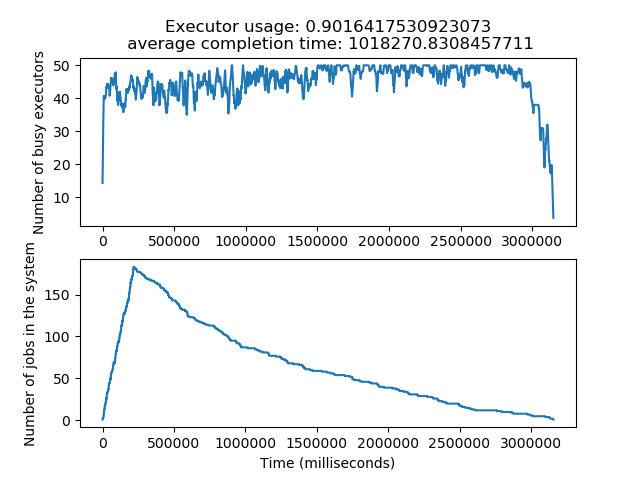 Executor usage: 0.9016417530923073
average completion time: 1018270.8308457711
Number of busy executors
50
40
30
20
10
0 500000 1000000 1500000 2000000 2500000 3000000
Number of jobs in the system
150
100
50
0
0 500000 1000000 1500000 2000000 2500000 3000000
Time (milliseconds)